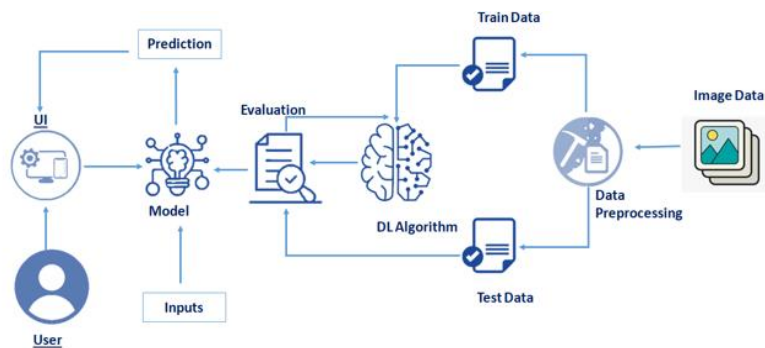 Train Data
Prediction
Image Data
Evaluation
UI
Model
DL Algorithm
Data
Preprocessing
Test Data
Inputs
User